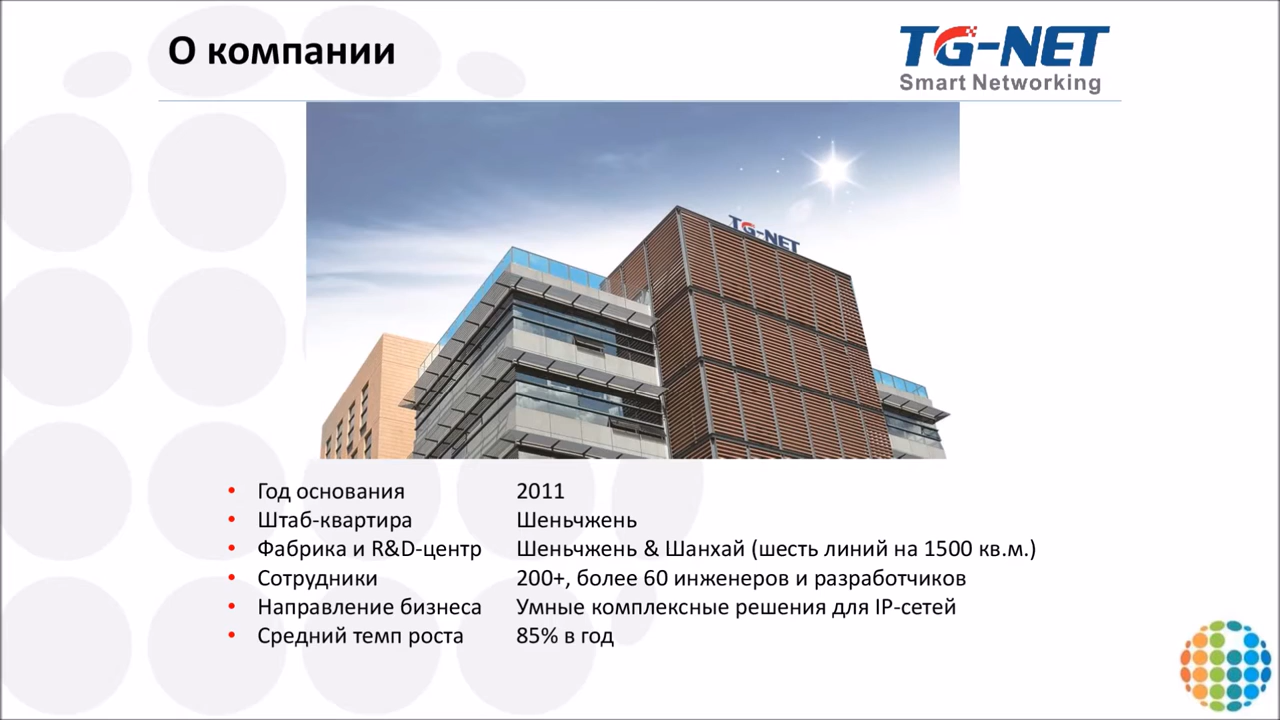 О компании
TG-NET
Smart Networking
TG-NET
• Год основания 2011
• Штаб-квартира Шеньчжень
• Фабрика и R&D-центр Шеньчжень & Шанхай (шесть линий на 1500 кв.м.)
• Сотрудники 200+, более 60 инженеров и разработчиков
• Направление бизнеса Умные комплексные решения для IP-сетей
• Средний темп роста 85% в год